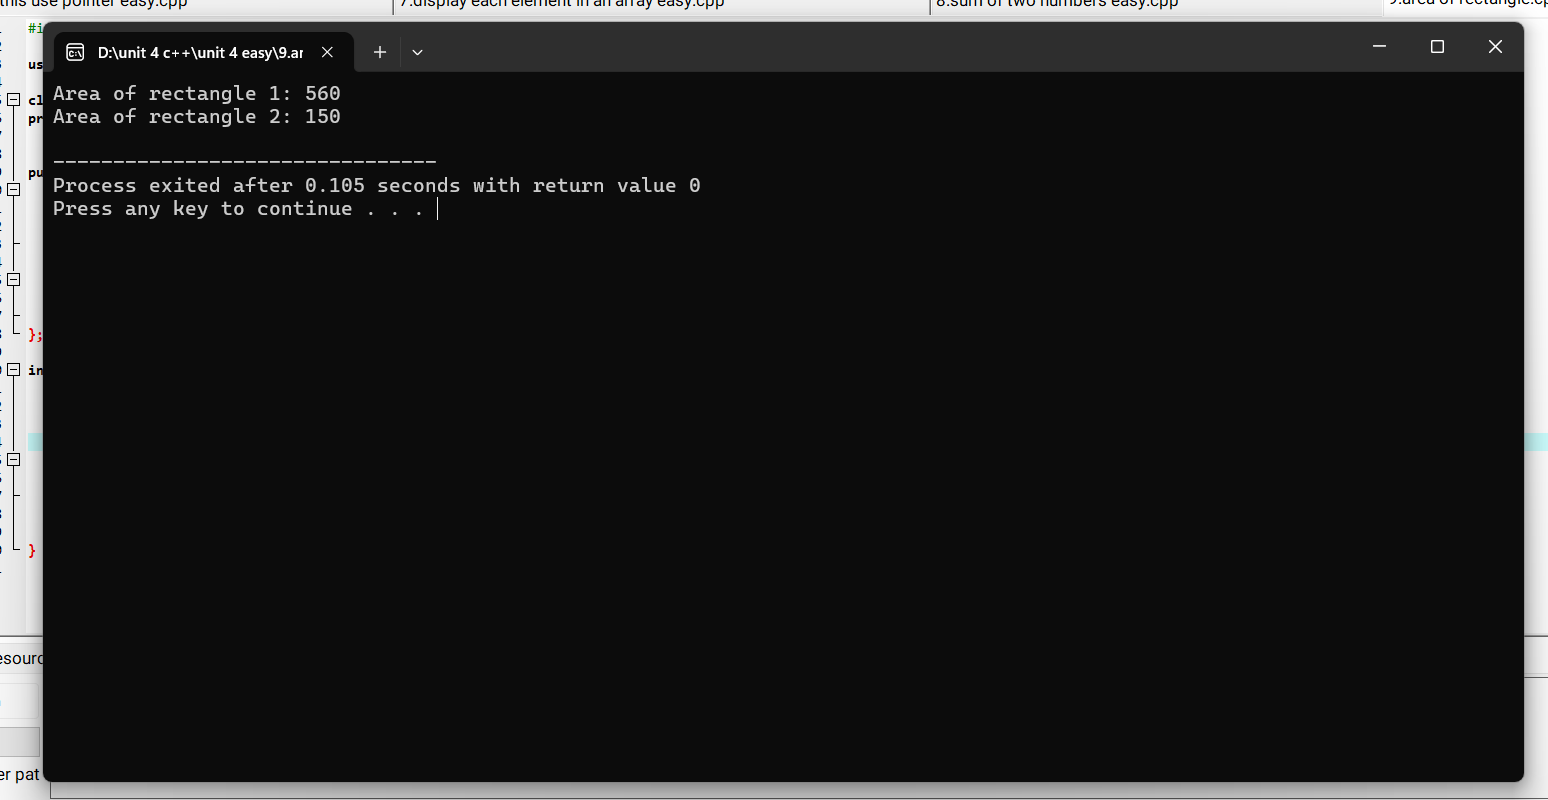 this use pointer easy.cpp
7.display each element in an array easy.cpp
8.sum of two numbers easy.cpp
9.area of rectangle.cp
D:\unit 4 c++\unit 4 easy\9.ar
#i
us
cl
pr
pu
};
in
}
Area of rectangle 1: 560
Area of rectangle 2: 150
--------------------------------
Process exited after 0.105 seconds with return value 0
Press any key to continue . . .
esourc
er pat